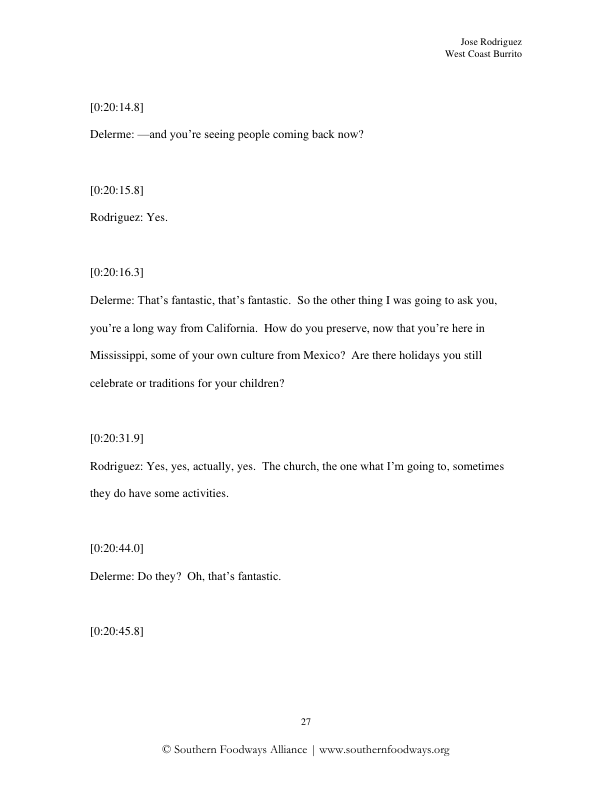 Jose Rodriguez
West Coast Burrito
[0:20:14.8]
Delerme: —and you’re seeing people coming back now?
[0:20:15.8]
Rodriguez: Yes.
[0:20:16.3]
Delerme: That’s fantastic, that’s fantastic.  So the other thing I was going to ask you,
you’re a long way from California.  How do you preserve, now that you’re here in
Mississippi, some of your own culture from Mexico?  Are there holidays you still
celebrate or traditions for your children?
[0:20:31.9]
Rodriguez: Yes, yes, actually, yes.  The church, the one what I’m going to, sometimes
they do have some activities.
[0:20:44.0]
Delerme: Do they?  Oh, that’s fantastic.
[0:20:45.8]
27
© Southern Foodways Alliance | www.southernfoodways.org